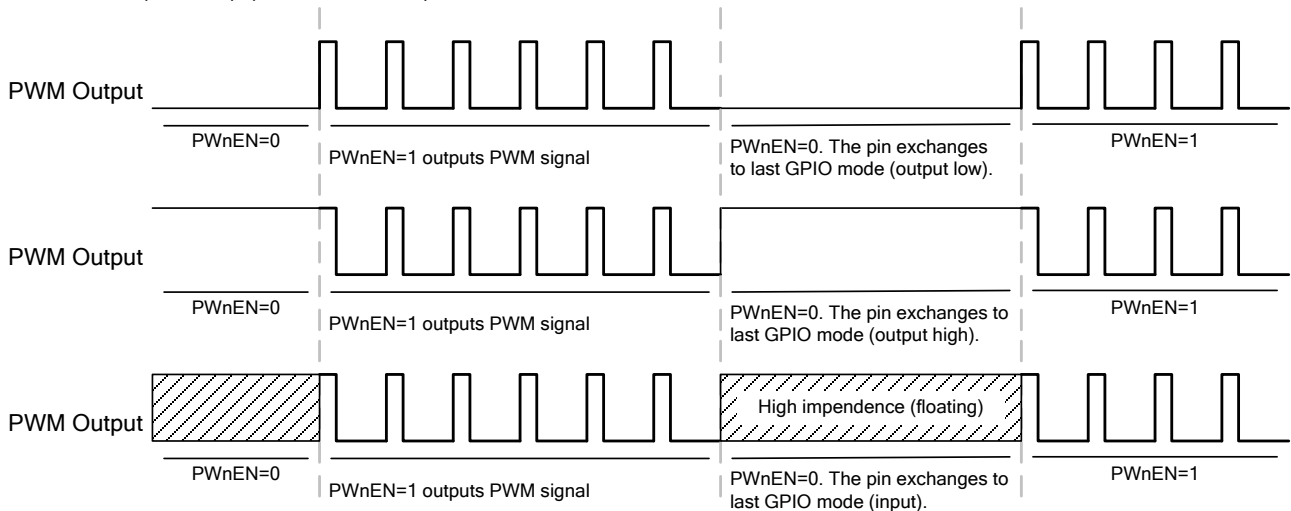 PWM Output
PWnEN=0
PWnEN=1 outputs PWM signal
PWnEN=0. The pin exchanges
to last GPIO mode (output low).
PWnEN=1
PWM Output
PWnEN=0
PWnEN=1 outputs PWM signal
PWnEN=0. The pin exchanges to
last GPIO mode (output high).
PWnEN=1
PWM Output
High impendence (floating)
PWnEN=0
PWnEN=1 outputs PWM signal
PWnEN=0. The pin exchanges to
last GPIO mode (input).
PWnEN=1